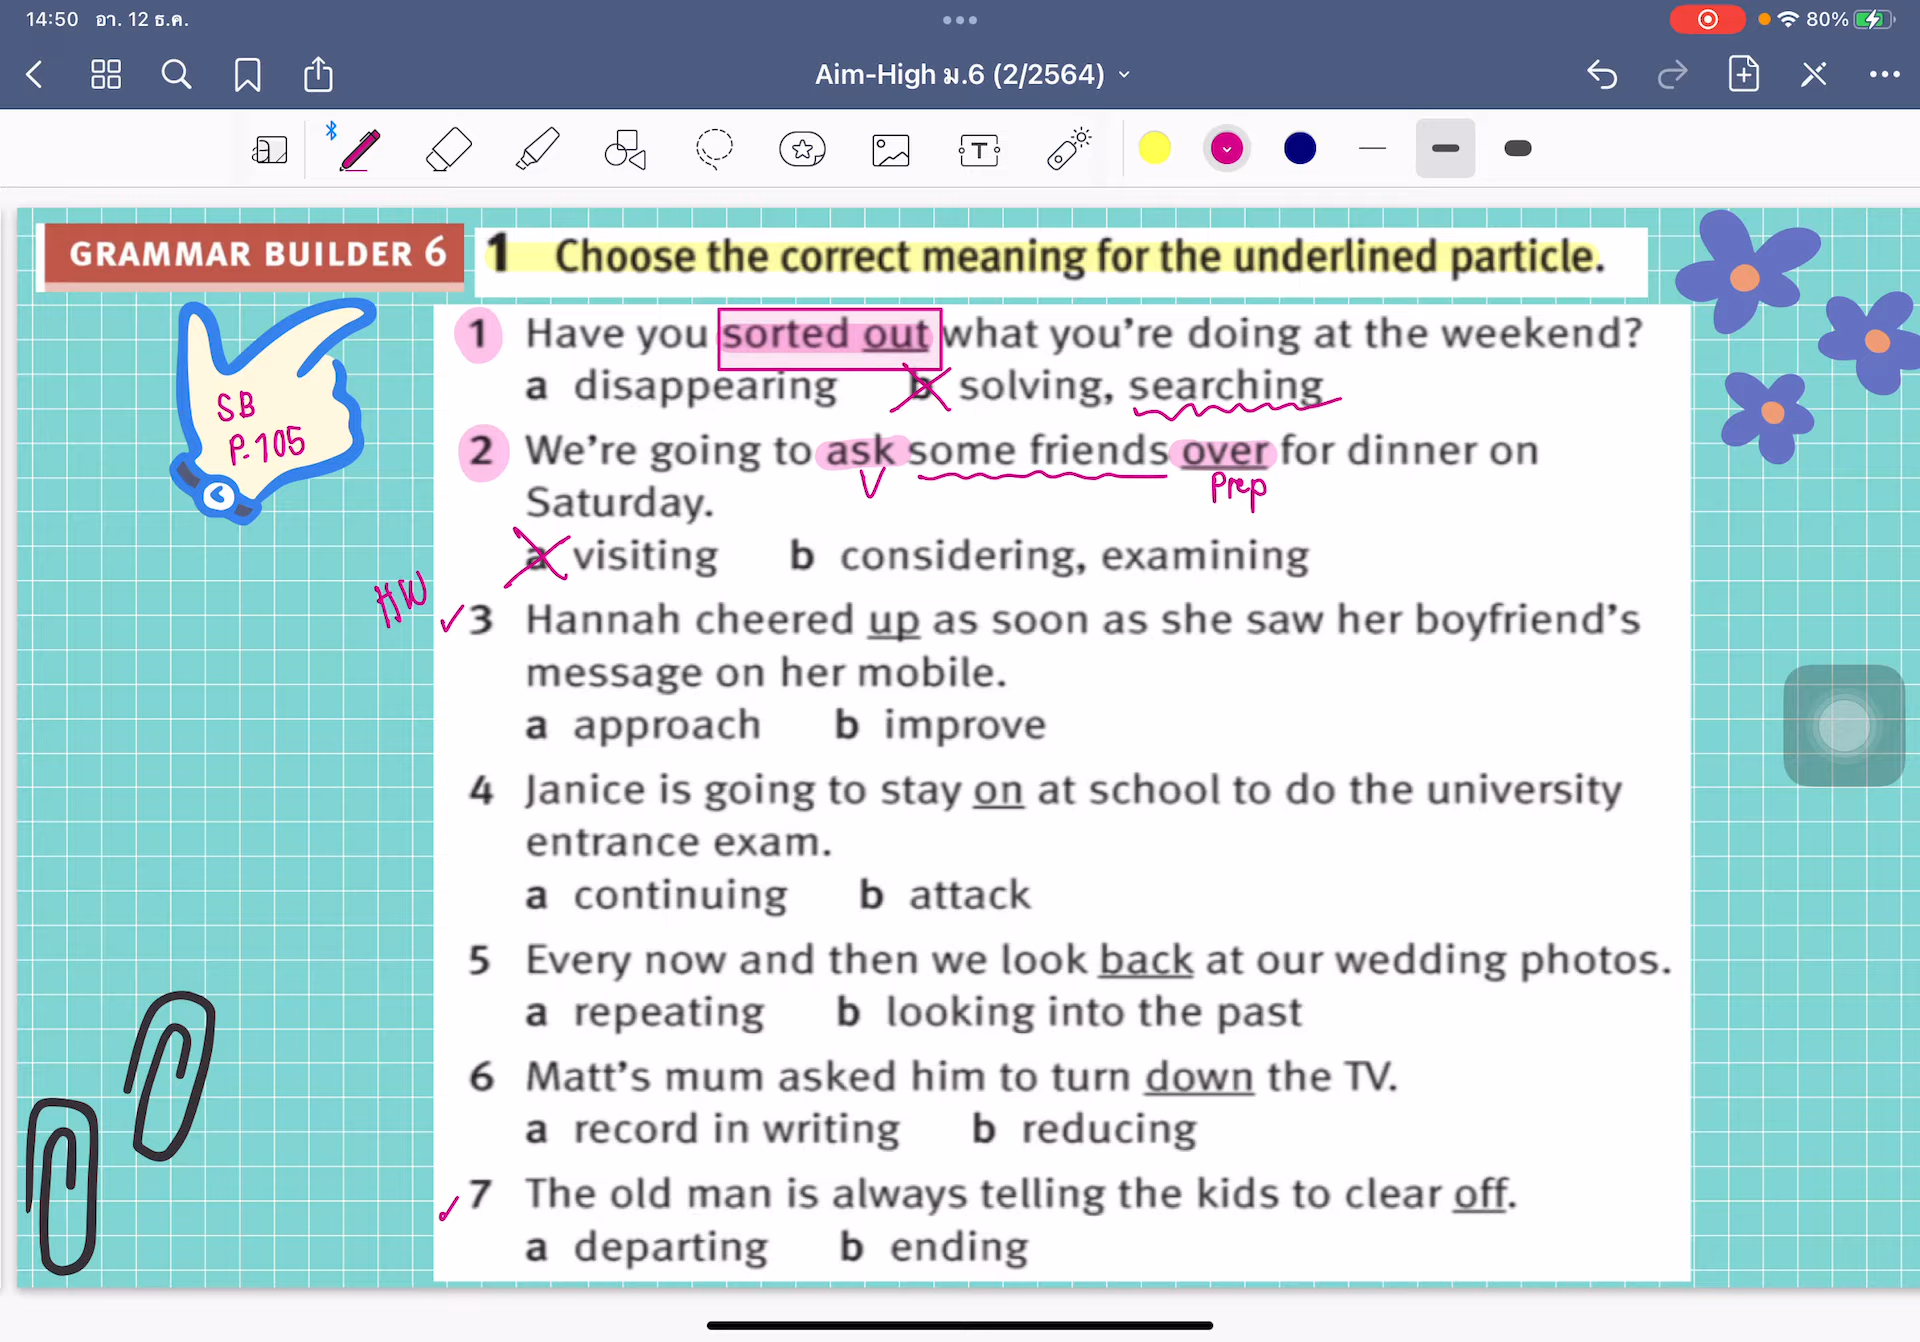 14:50 อา. 12 ธ.ค.
80%
Aim-High ม.6 (2/2564)
GRAMMAR BUILDER 6
1 Choose the correct meaning for the underlined particle.
SB
P.105
1 Have you sorted out what you're doing at the weekend?
a disappearing b solving, searching
2 We're going to ask some friends over for dinner on
V Prep
Saturday.
a visiting b considering, examining
HW
3 Hannah cheered up as soon as she saw her boyfriend's
message on her mobile.
a approach b improve
4 Janice is going to stay on at school to do the university
entrance exam.
a continuing b attack
5 Every now and then we look back at our wedding photos.
a repeating b looking into the past
6 Matt's mum asked him to turn down the TV.
a record in writing b reducing
7 The old man is always telling the kids to clear off.
a departing b ending